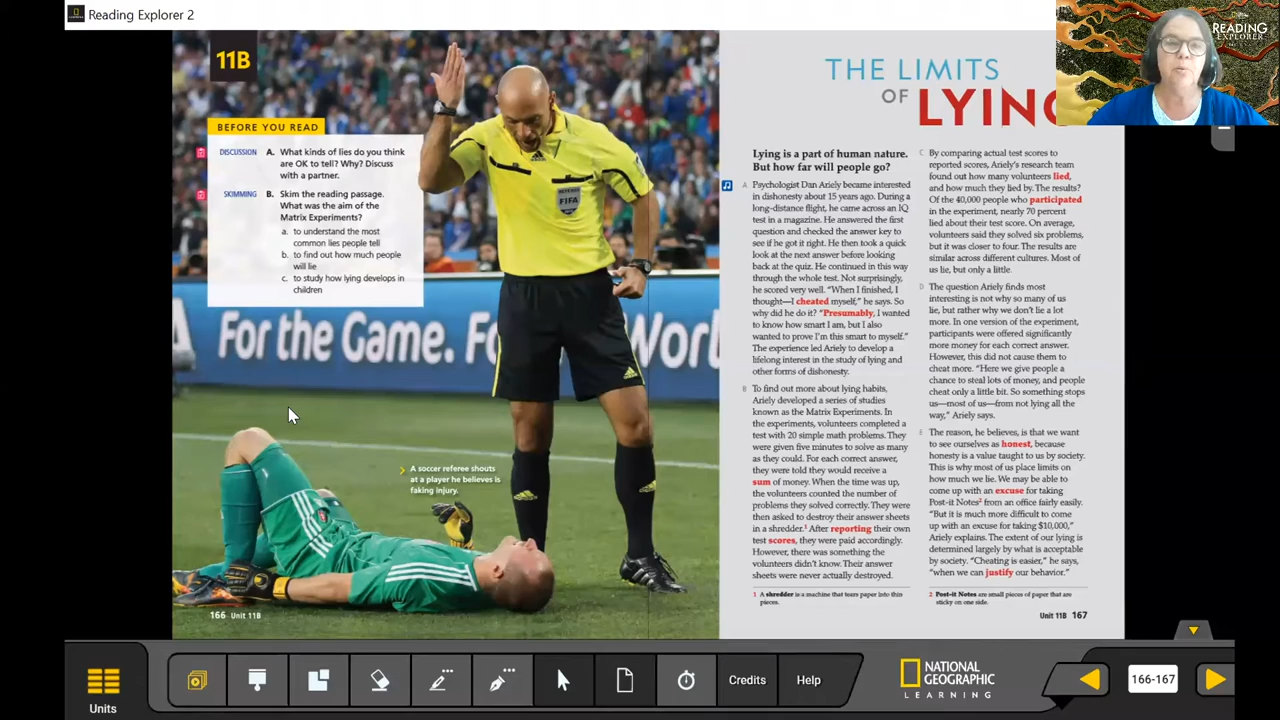 Reading Explorer 2
READING
EXPLORER
11B
BEFORE YOU READ
DISCUSSION A. What kinds of lies do you think
are OK to tell? Why? Discuss
with a partner.
SKIMMING B. Skim the reading passage.
What was the aim of the
Matrix Experiments?
a. to understand the most
common lies people tell
b. to find out how much people
will lie
c. to study how lying develops in
children
REFEREE
FIFA
For the Game. Fo
Worl
A soccer referee shouts
at a player he believes is
faking injury.
166 Unit 11B
THE LIMITS
OF LYING
Lying is a part of human nature.
But how far will people go?
A Psychologist Dan Ariely became interested
in dishonesty about 15 years ago. During a
long-distance flight, he came across an IQ
test in a magazine. He answered the first
question and checked the answer key to
see if he got it right. He then took a quick
look at the next answer before looking
back at the quiz. He continued in this way
through the whole test. Not surprisingly,
he scored very well. “When I finished, I
thought—I cheated myself,” he says. So
why did he do it? “Presumably, I wanted
to know how smart I am, but I also
wanted to prove I’m this smart to myself.”
The experience led Ariely to develop a
lifelong interest in the study of lying and
other forms of dishonesty.
B To find out more about lying habits,
Ariely developed a series of studies
known as the Matrix Experiments. In
the experiments, volunteers completed a
test with 20 simple math problems. They
were given five minutes to solve as many
as they could. For each correct answer,
they were told they would receive a
sum of money. When the time was up,
the volunteers counted the number of
problems they solved correctly. They were
then asked to destroy their answer sheets
in a shredder.1 After reporting their own
test scores, they were paid accordingly.
However, there was something the
volunteers didn’t know. Their answer
sheets were never actually destroyed.
1 A shredder is a machine that tears paper into thin
pieces.
C By comparing actual test scores to
reported scores, Ariely’s research team
found out how many volunteers lied,
and how much they lied by. The results?
Of the 40,000 people who participated
in the experiment, nearly 70 percent
lied about their test score. On average,
volunteers said they solved six problems,
but it was closer to four. The results are
similar across different cultures. Most of
us lie, but only a little.
D The question Ariely finds most
interesting is not why so many of us
lie, but rather why we don’t lie a lot
more. In one version of the experiment,
participants were offered significantly
more money for each correct answer.
However, this did not cause them to
cheat more. “Here we give people a
chance to steal lots of money, and people
cheat only a little bit. So something stops
us—most of us—from not lying all the
way,” Ariely says.
E The reason, he believes, is that we want
to see ourselves as honest, because
honesty is a value taught to us by society.
This is why most of us place limits on
how much we lie. We may be able to
come up with an excuse for taking
Post-it Notes2 from an office fairly easily.
“But it is much more difficult to come
up with an excuse for taking $10,000,”
Ariely explains. The extent of our lying is
determined largely by what is acceptable
by society. “Cheating is easier,” he says,
“when we can justify our behavior.”
2 Post-it Notes are small pieces of paper that are
sticky on one side.
Unit 11B 167
Units
Credits
Help
NATIONAL
GEOGRAPHIC
LEARNING
166-167